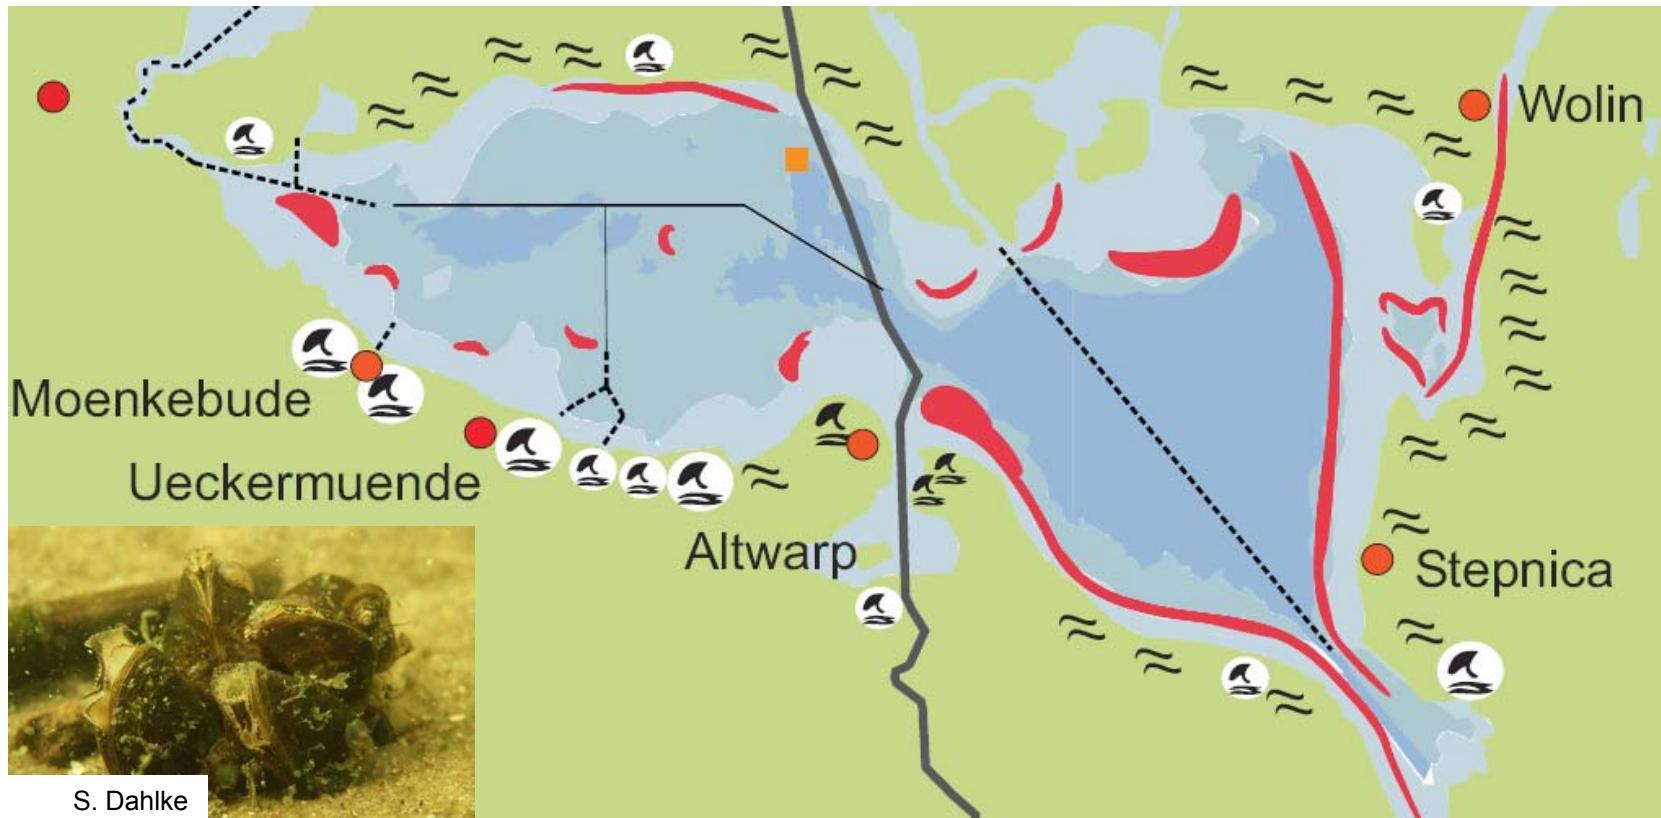 Wolin
Moenkebude
Ueckermuende
Altwarp
Stepnica
S. Dahlke